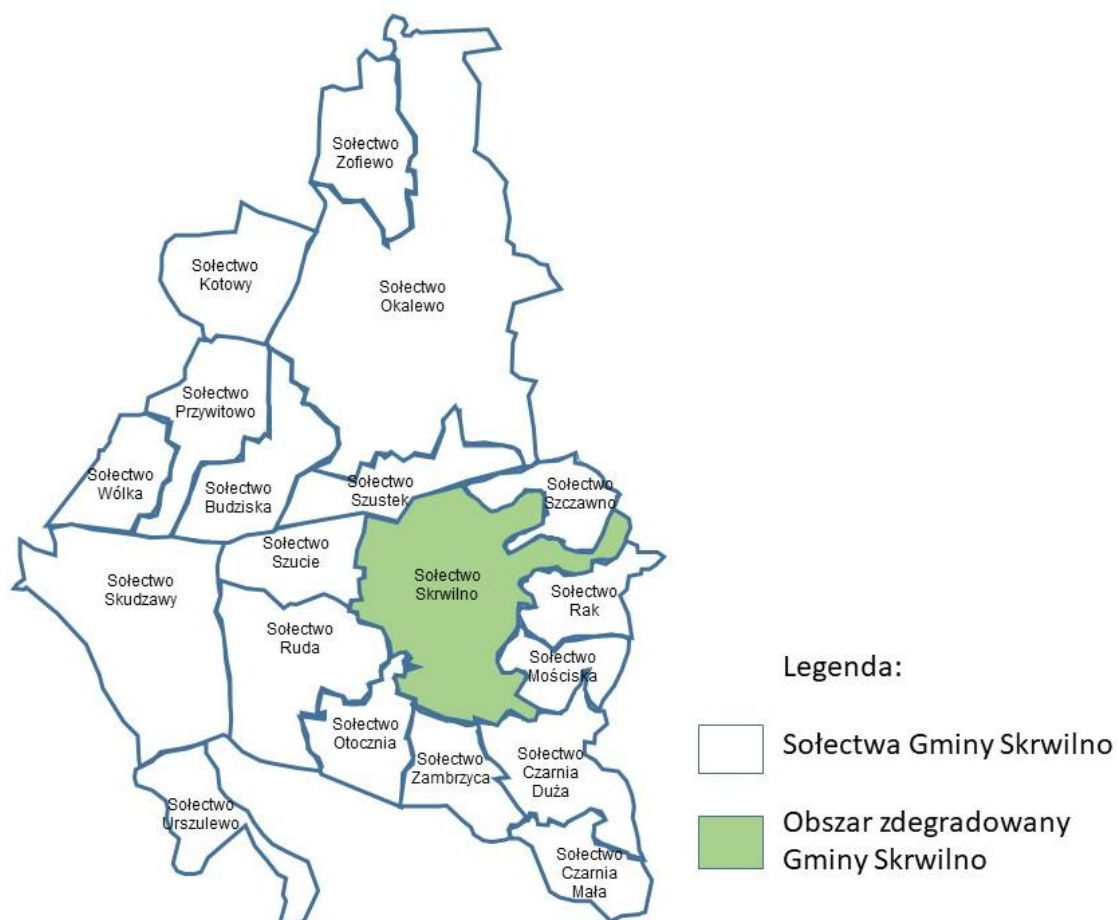 Sołectwo
Zofiewo
Sołectwo
Kotowy
Sołectwo
Okalewo
Sołectwo
Przywitowo
Sołectwo
Wólka
Sołectwo
Budziska
Sołectwo
Szustek
Sołectwo
Szczawno
Sołectwo
Szucie
Sołectwo
Skudzawy
Sołectwo
Skrwilno
Sołectwo
Rak
Sołectwo
Ruda
Sołectwo
Mościska
Sołectwo
Otocznia
Sołectwo
Zambrzyca
Sołectwo
Czarnia
Duża
Sołectwo
Urszulewo
Sołectwo
Czarnia
Mała
Legenda:
Sołectwa Gminy Skrwilno
Obszar zdegradowany
Gminy Skrwilno